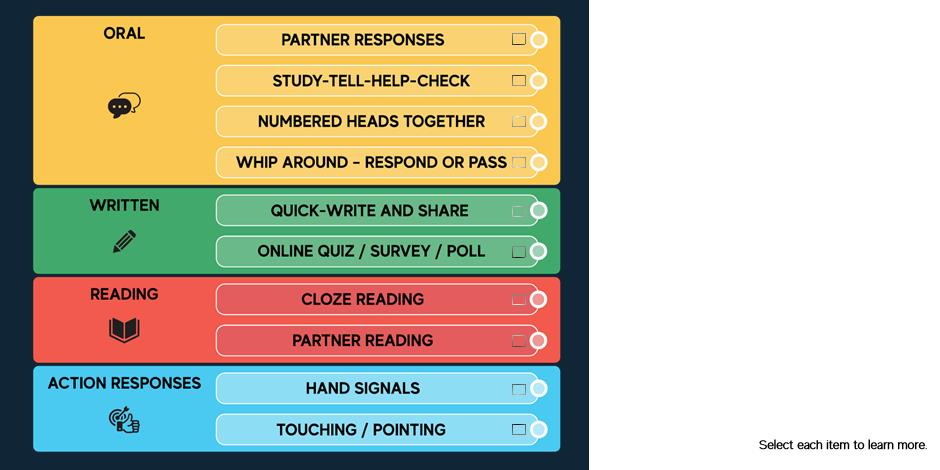 ORAL
PARTNER RESPONSES
STUDY-TELL-HELP-CHECK
NUMBERED HEADS TOGETHER
WHIP AROUND - RESPOND OR PASS
WRITTEN
QUICK-WRITE AND SHARE
ONLINE QUIZ / SURVEY / POLL
READING
CLOZE READING
PARTNER READING
ACTION RESPONSES
HAND SIGNALS
TOUCHING / POINTING
Select each item to learn more.